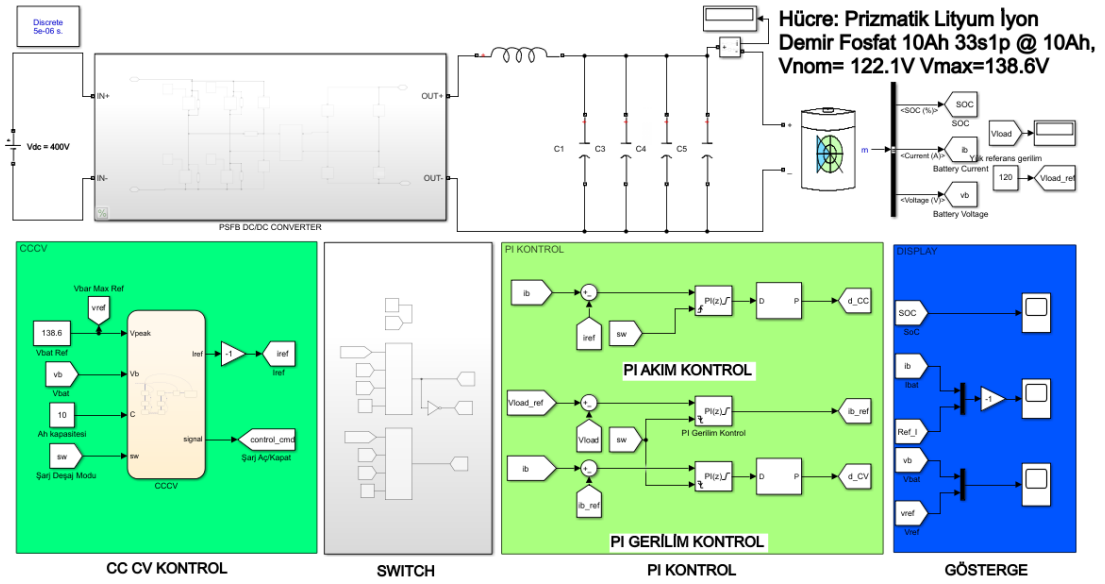 Discrete
5e-06 s.
Hücre: Prizmatik Lityum İyon
Demir Fosfat 10Ah 33s1p @ 10Ah,
Vnom= 122.1V Vmax=138.6V
Vdc = 400V
IN+
IN-
OUT+
OUT-
PSFB DC/DC CONVERTER
C1
C3
C4
C5
+
_
m
<SOC (%)>
SOC
SOC
<Current (A)>
ib
Battery Current
<Voltage (V)>
vb
Battery Voltage
Vload
Yük referans gerilim
120
Vload_ref
CCCV
Vbar Max Ref
vref
138.6
Vbat Ref
vb
Vbat
10
Ah kapasitesi
sw
Şarj Deşaj Modu
Vpeak
Vb
C
sw
Iref
signal
CCCV
-1
iref
Iref
control_cmd
Şarj Aç/Kapat
CC CV KONTROL
SWITCH
PI KONTROL
ib
iref
sw
PI(z)
D
P
d_CC
PI AKIM KONTROL
Vload_ref
Vload
sw
PI(z)
PI Gerilim Kontrol
ib_ref
ib
ib_ref
PI(z)
D
P
d_CV
PI GERİLİM KONTROL
PI KONTROL
DISPLAY
SOC
SoC
ib
Ibat
Ref_I
-1
vb
Vbat
vref
Vref
GÖSTERGE